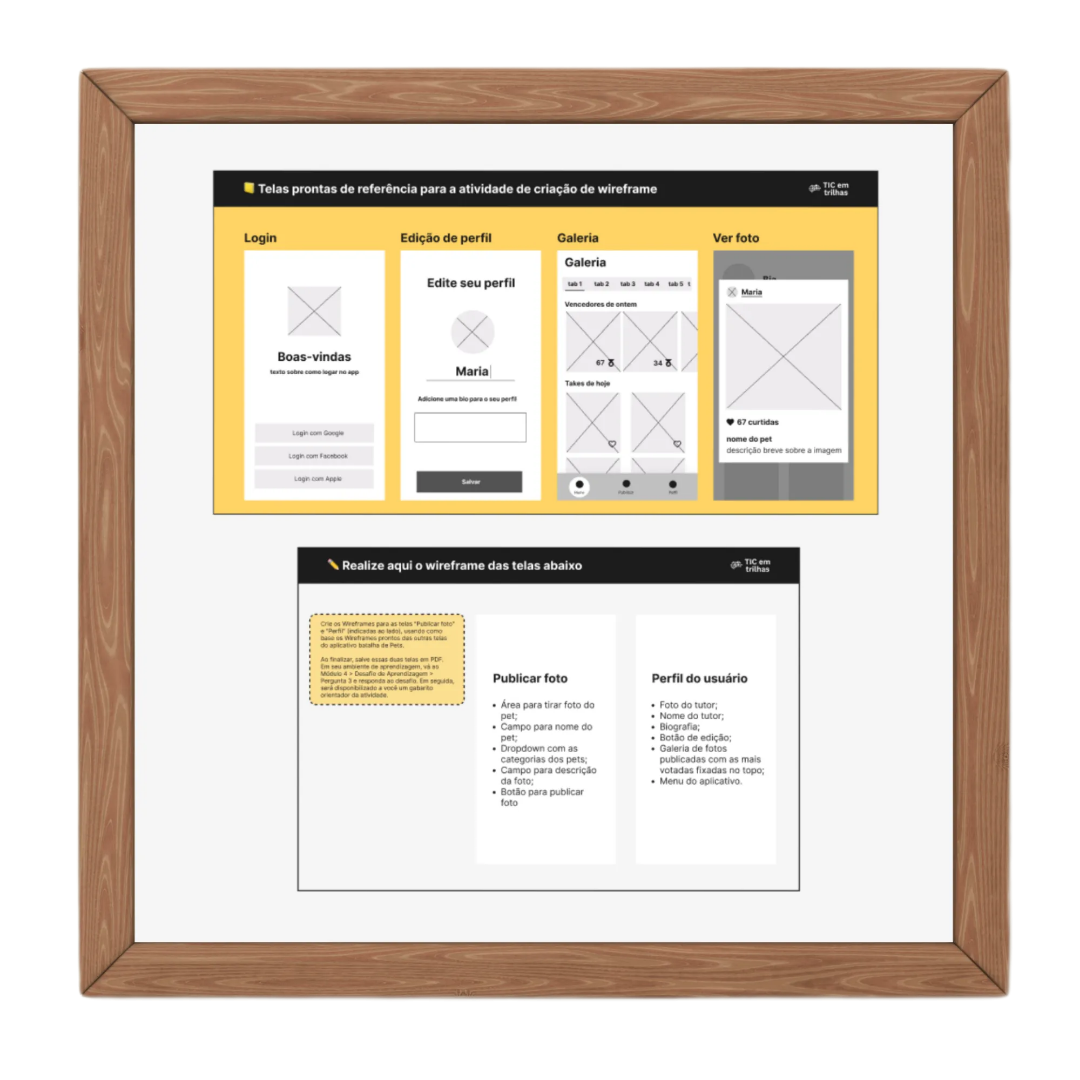 Telas prontas de referência para a atividade de criação de wireframe
TIC em
trilhas
Login
Boas-vindas
texto sobre como logar no app
Login com Google
Login com Facebook
Login com Apple
Edição de perfil
Edite seu perfil
Maria
Adicione uma bio para o seu perfil
Salvar
Galeria
Galeria
tab 1 tab 2 tab 3 tab 4 tab 5 1
Vencedores de ontem
67 34
Takes de hoje
Perfil
Ver foto
Maria
67 curtidas
nome do pet
descrição breve sobre a imagem
Realize aqui o wireframe das telas abaixo
TIC em
trilhas
Crie os Wireframes para as telas "Publicar foto"
e "Perfil" (indicadas ao lado), usando como
base os Wireframes prontos das outras telas
do aplicativo batalha de Pets.
Ao finalizar, salve essas duas telas em PDF.
Em seu ambiente de aprendizagem, vá ao
Módulo 4 > Desafio de Aprendizagem >
Pergunta 3 e responda ao desafio. Em seguida,
será disponibilizado a você um gabarito
orientador da atividade.
Publicar foto
• Área para tirar foto do
pet;
• Campo para nome do
pet;
• Dropdown com as
categorias dos pets;
• Campo para descrição
da foto;
• Botão para publicar
foto
Perfil do usuário
• Foto do tutor;
• Nome do tutor;
• Biografia;
• Botão de edição;
• Galeria de fotos
publicadas com as mais
votadas fixadas no topo;
• Menu do aplicativo.